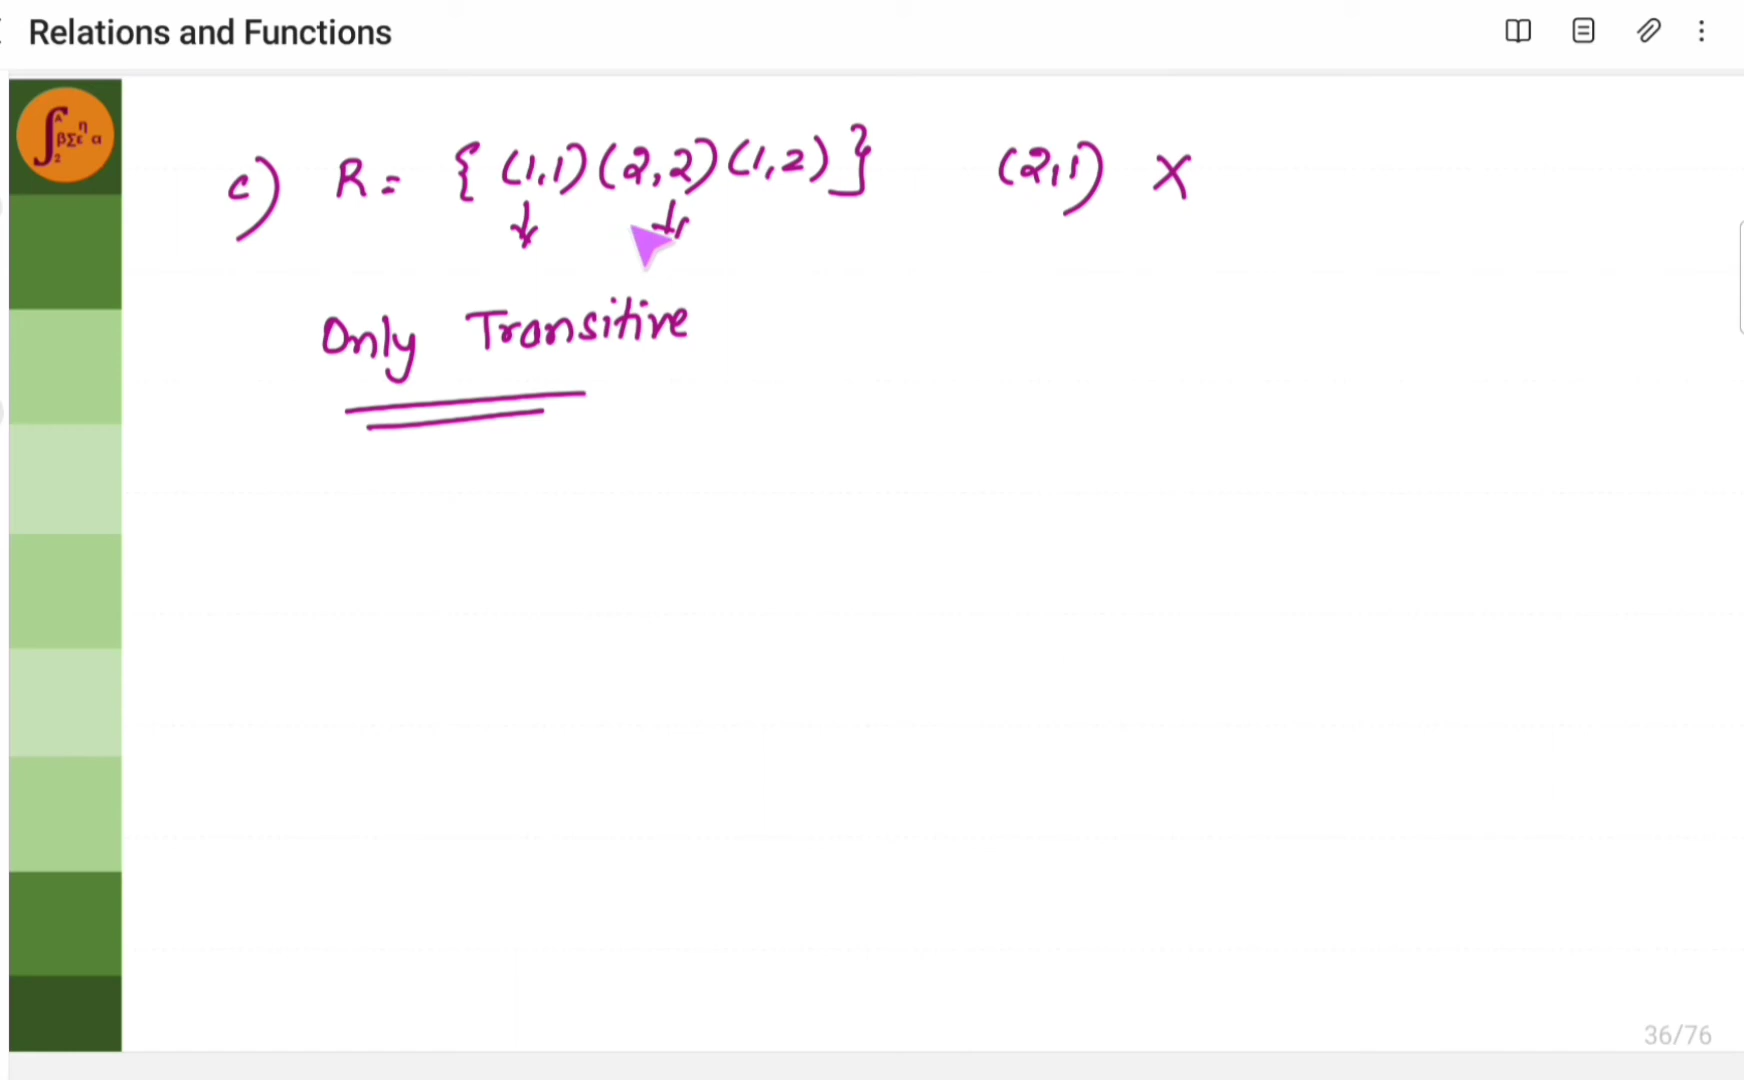 Relations and Functions
c) R = { (1,1) (2,2) (1,2) } (2,1) X
Only Transitive
36/76